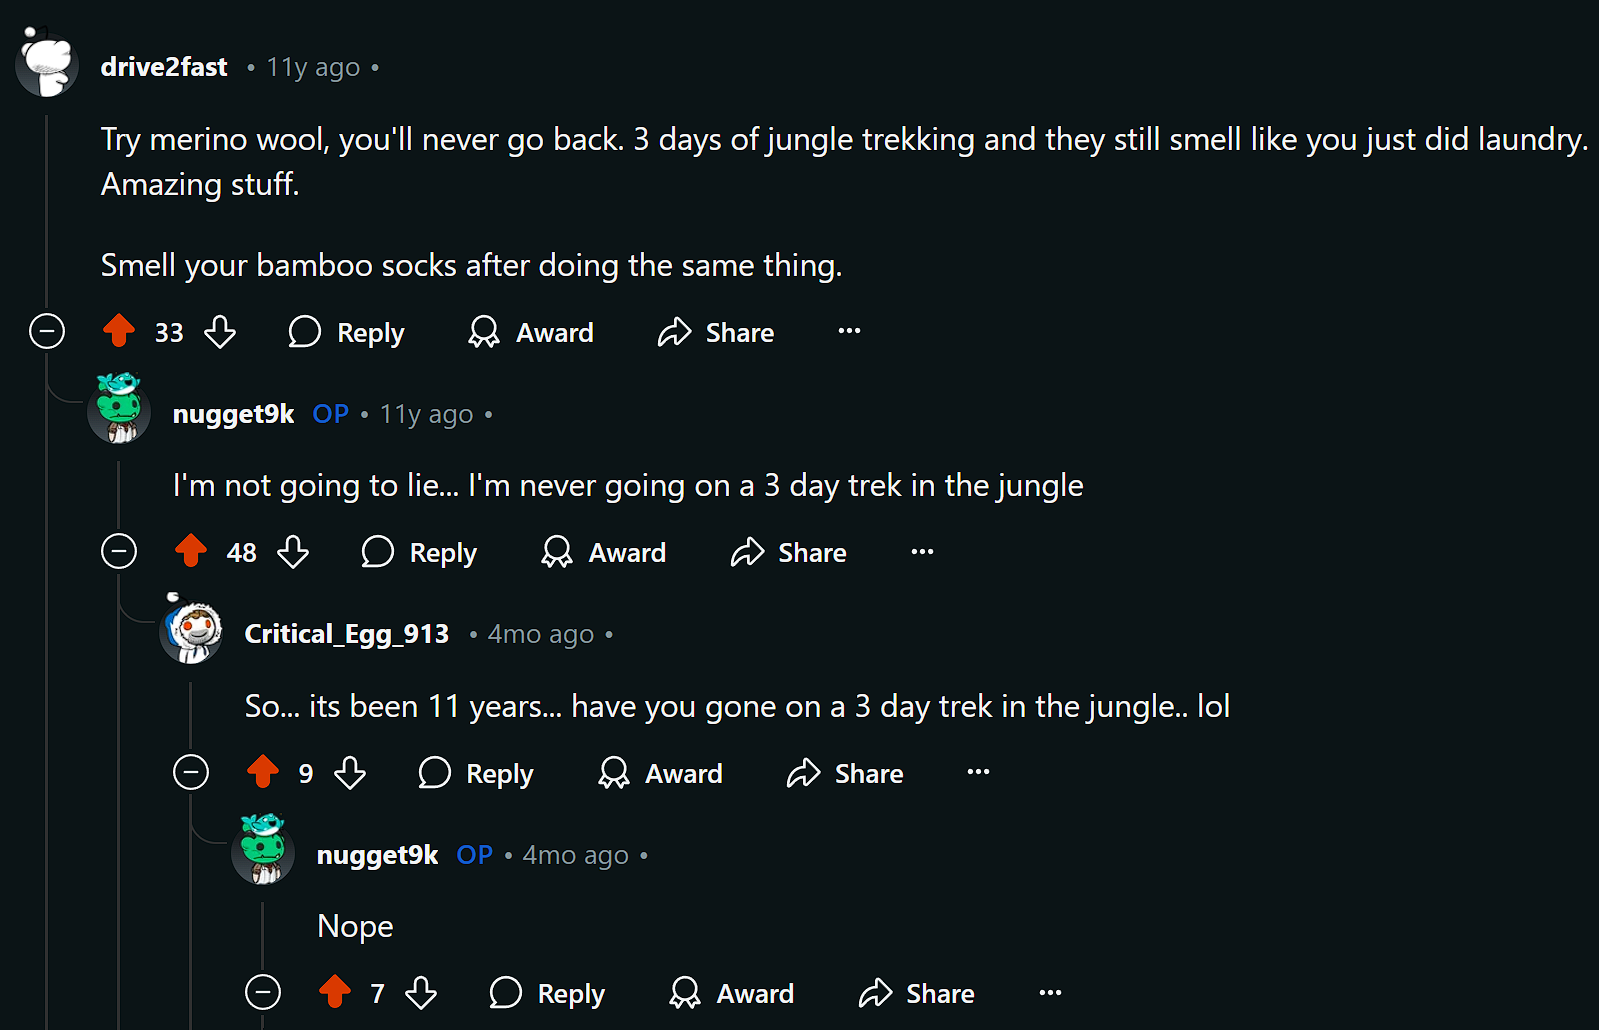 drive2fast • 11y ago •
Try merino wool, you'll never go back. 3 days of jungle trekking and they still smell like you just did laundry.
Amazing stuff.
Smell your bamboo socks after doing the same thing.
33 Reply Award Share ...
nugget9k OP • 11y ago •
I'm not going to lie... I'm never going on a 3 day trek in the jungle
48 Reply Award Share ...
Critical_Egg_913 • 4mo ago •
So... its been 11 years... have you gone on a 3 day trek in the jungle.. lol
9 Reply Award Share ...
nugget9k OP • 4mo ago •
Nope
7 Reply Award Share ...